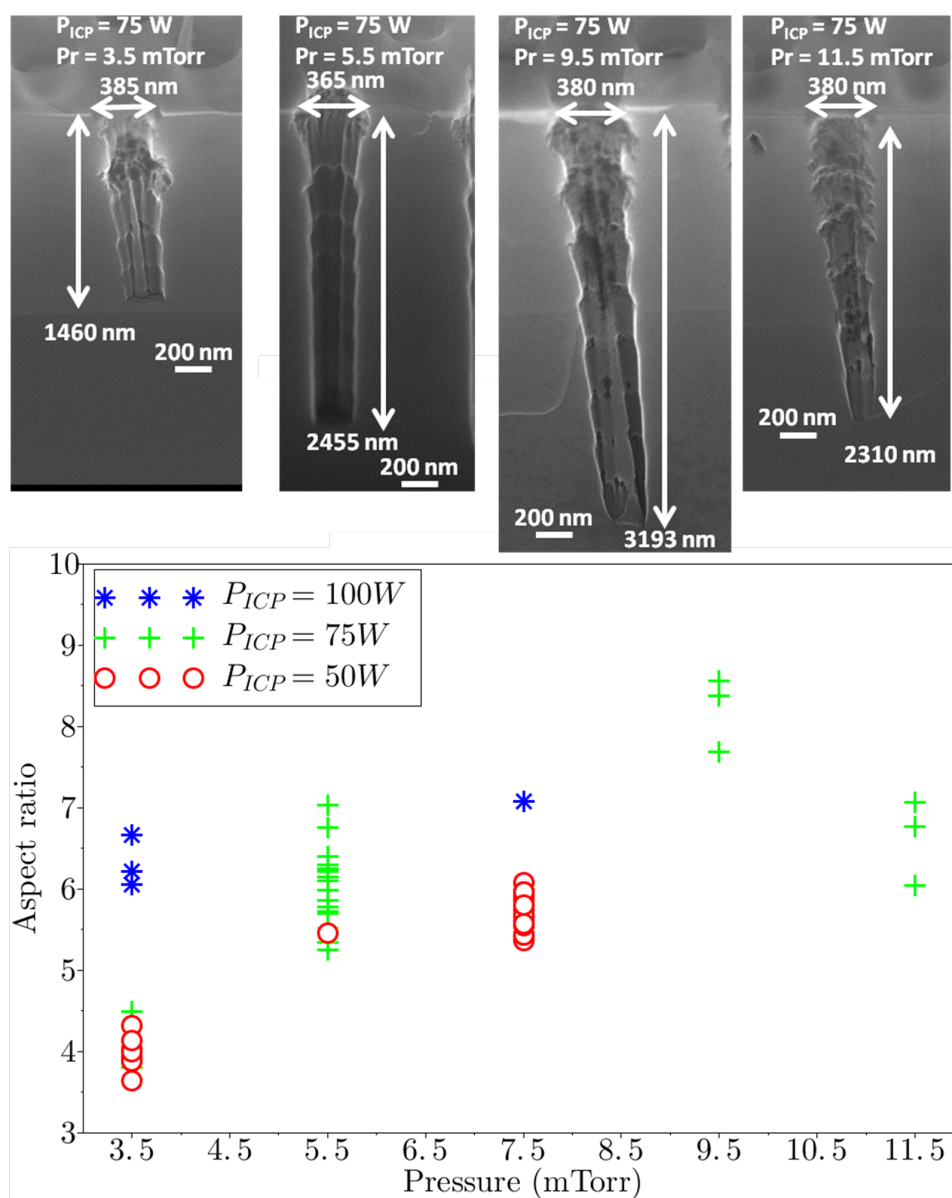 P_ICP = 75 W
Pr = 3.5 mTorr
385 nm
1460 nm
200 nm
P_ICP = 75 W
Pr = 5.5 mTorr
365 nm
2455 nm
200 nm
P_ICP = 75 W
Pr = 9.5 mTorr
380 nm
200 nm
3193 nm
P_ICP = 75 W
Pr = 11.5 mTorr
380 nm
200 nm
2310 nm
P_ICP = 100W
P_ICP = 75W
P_ICP = 50W
10
9
8
7
6
5
4
3
Aspect ratio
3.5 4.5 5.5 6.5 7.5 8.5 9.5 10.5 11.5
Pressure (mTorr)